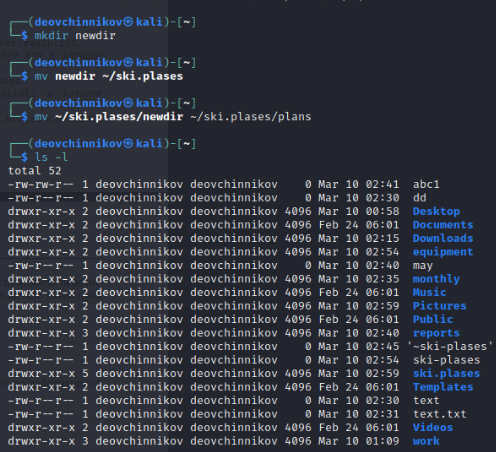 ┌──(deovchinnikov㉿kali)-[~]
└─$ mkdir newdir
┌──(deovchinnikov㉿kali)-[~]
└─$ mv newdir ~/ski.plases
┌──(deovchinnikov㉿kali)-[~]
└─$ mv ~/ski.plases/newdir ~/ski.plases/plans
┌──(deovchinnikov㉿kali)-[~]
└─$ ls -l
total 52
-rw-rw-r-- 1 deovchinnikov deovchinnikov    0 Mar 10 02:41  abc1
-rw-r--r-- 1 deovchinnikov deovchinnikov    0 Mar 10 02:30  dd
drwxr-xr-x 2 deovchinnikov deovchinnikov 4096 Mar 10 00:58  Desktop
drwxr-xr-x 2 deovchinnikov deovchinnikov 4096 Feb 24 06:01  Documents
drwxr-xr-x 2 deovchinnikov deovchinnikov 4096 Mar 10 02:15  Downloads
drwxr-xr-x 2 deovchinnikov deovchinnikov 4096 Mar 10 02:54  equipment
-rw-r--r-- 1 deovchinnikov deovchinnikov    0 Mar 10 02:40  may
drwxr-xr-x 2 deovchinnikov deovchinnikov 4096 Mar 10 02:35  monthly
drwxr-xr-x 2 deovchinnikov deovchinnikov 4096 Feb 24 06:01  Music
drwxr-xr-x 2 deovchinnikov deovchinnikov 4096 Mar 10 02:59  Pictures
drwxr-xr-x 2 deovchinnikov deovchinnikov 4096 Feb 24 06:01  Public
drwxr-xr-x 3 deovchinnikov deovchinnikov 4096 Mar 10 02:40  reports
-rw-r--r-- 1 deovchinnikov deovchinnikov    0 Mar 10 02:45 '~ski-plases'
-rw-r--r-- 1 deovchinnikov deovchinnikov    0 Mar 10 02:54  ski-plases
drwxr-xr-x 5 deovchinnikov deovchinnikov 4096 Mar 10 02:59  ski.plases
drwxr-xr-x 2 deovchinnikov deovchinnikov 4096 Feb 24 06:01  Templates
-rw-r--r-- 1 deovchinnikov deovchinnikov    0 Mar 10 02:30  text
-rw-r--r-- 1 deovchinnikov deovchinnikov    0 Mar 10 02:31  text.txt
drwxr-xr-x 2 deovchinnikov deovchinnikov 4096 Feb 24 06:01  Videos
drwxr-xr-x 3 deovchinnikov deovchinnikov 4096 Mar 10 01:09  work